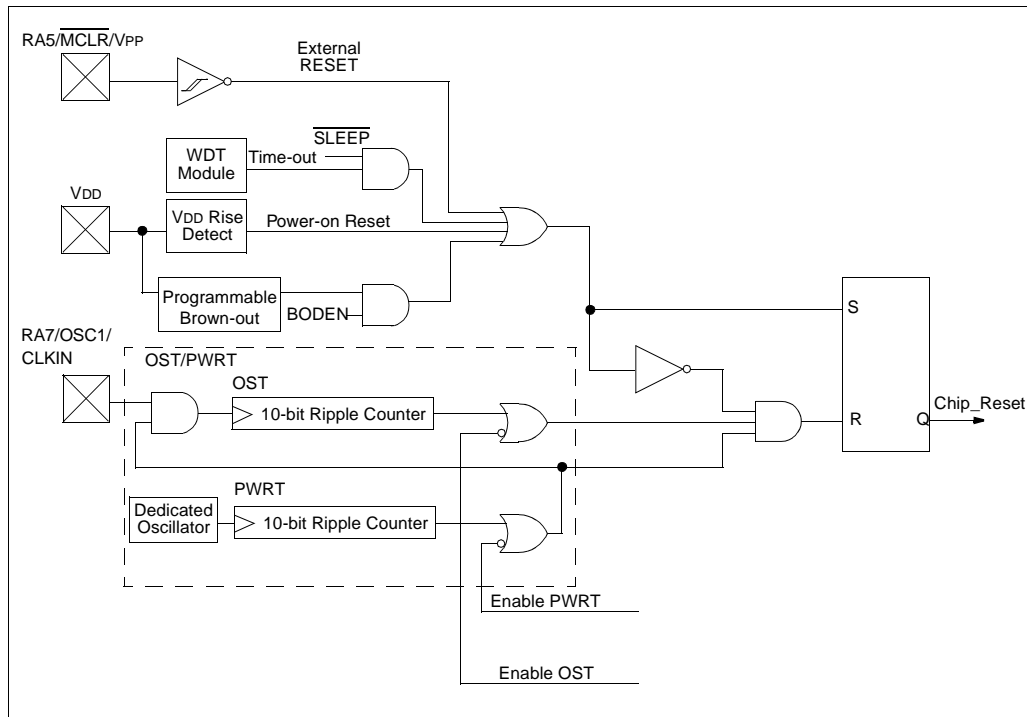 RA5/MCLR/VPP
External
RESET
SLEEP
WDT
Module
Time-out
VDD
VDD Rise
Detect
Power-on Reset
Programmable
Brown-out
BODEN
RA7/OSC1/
CLKIN
OST/PWRT
OST
10-bit Ripple Counter
PWRT
Dedicated
Oscillator
10-bit Ripple Counter
Enable PWRT
Enable OST
S
R
Q
Chip_Reset